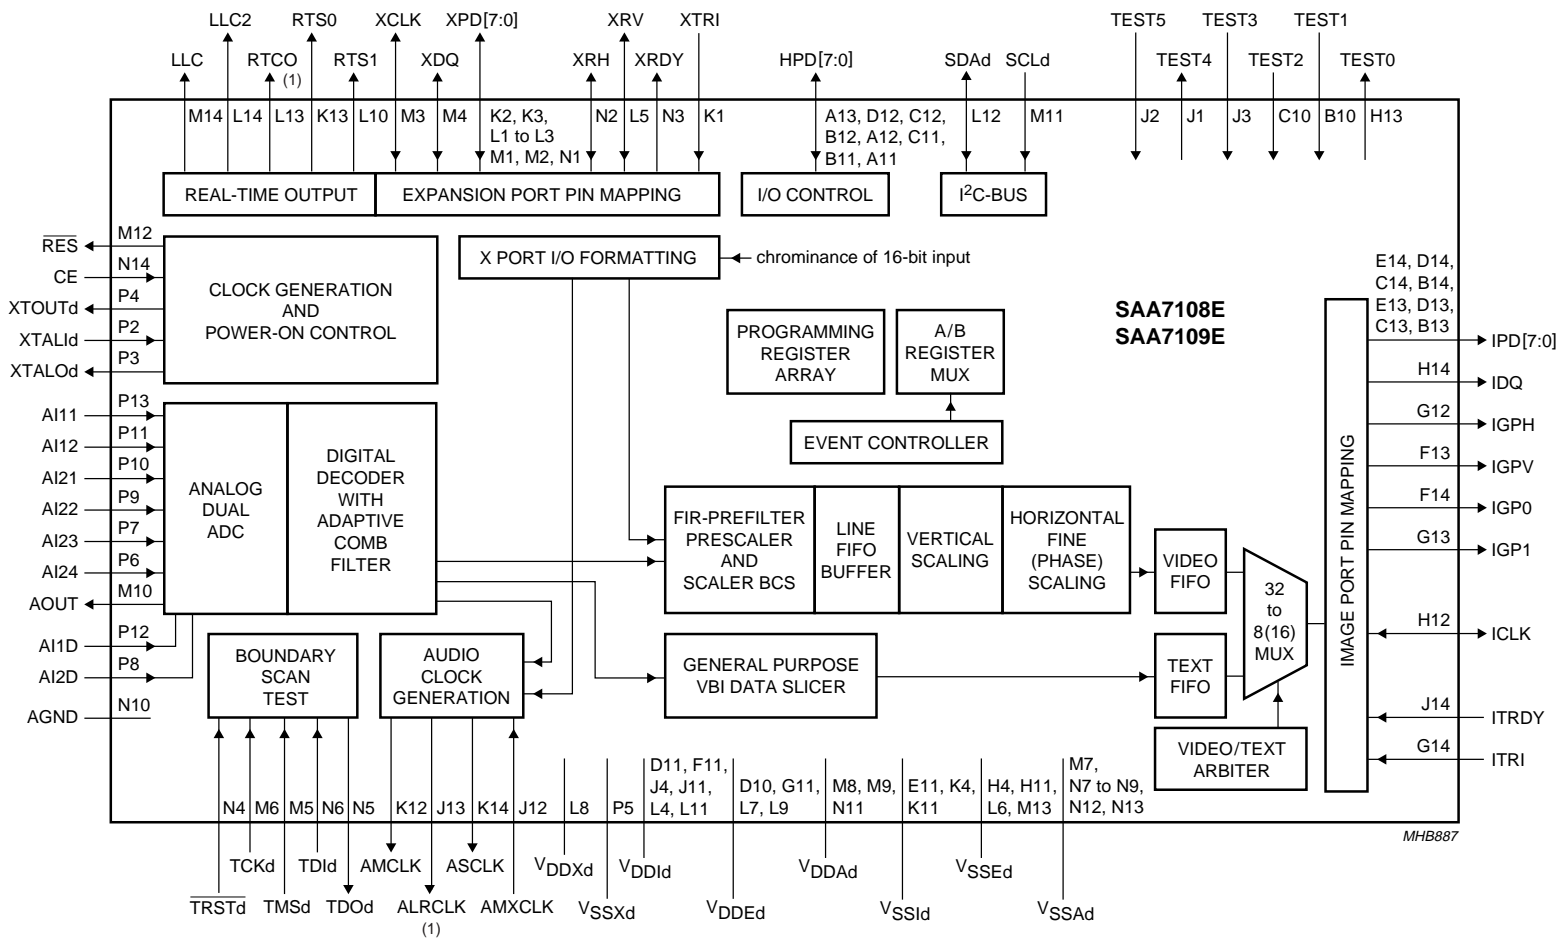 LLC2 RTS0 XCLK XPD[7:0] XRV XTRI TEST5 TEST3 TEST1
LLC RTCO RTS1 XDQ XRH XRDY HPD[7:0] SDAd SCLd TEST4 TEST2 TEST0
(1)
M14 L14 L13 K13 L10 M3 M4 K2, K3, N2 L5 N3 K1 A13, D12, C12, L12 M11 J2 J1 J3 C10 B10 H13
L1 to L3 B12, A12, C11,
M1, M2, N1 B11, A11
REAL-TIME OUTPUT EXPANSION PORT PIN MAPPING I/O CONTROL I2C-BUS
RES M12
CE N14
XTOUTd P4
XTALId P2
XTALOd P3
CLOCK GENERATION
AND
POWER-ON CONTROL
X PORT I/O FORMATTING chrominance of 16-bit input
PROGRAMMING
REGISTER
ARRAY
A/B
REGISTER
MUX
EVENT CONTROLLER
SAA7108E
SAA7109E
E14, D14,
C14, B14,
E13, D13,
C13, B13
IPD[7:0]
H14 IDQ
G12 IGPH
F13 IGPV
F14 IGP0
G13 IGP1
H12 ICLK
J14 ITRDY
G14 ITRI
IMAGE PORT PIN MAPPING
AI11 P13
AI12 P11
AI21 P10
AI22 P9
AI23 P7
AI24 P6
AOUT M10
AI1D P12
AI2D P8
AGND N10
ANALOG
DUAL
ADC
DIGITAL
DECODER
WITH
ADAPTIVE
COMB
FILTER
FIR-PREFILTER
PRESCALER
AND
SCALER BCS
LINE
FIFO
BUFFER
VERTICAL
SCALING
HORIZONTAL
FINE
(PHASE)
SCALING
VIDEO
FIFO
32
to
8(16)
MUX
BOUNDARY
SCAN
TEST
AUDIO
CLOCK
GENERATION
GENERAL PURPOSE
VBI DATA SLICER
TEXT
FIFO
VIDEO/TEXT
ARBITER
N4 M6 M5 N6 N5 K12 J13 K14 J12 L8 P5
D11, F11,
J4, J11,
L4, L11
D10, G11,
L7, L9
M8, M9,
N11
E11, K4,
K11
H4, H11,
L6, M13
M7,
N7 to N9,
N12, N13
MHB887
TCKd TDId AMCLK ASCLK VDDXd VDDId VDDAd VSSEd
TRSTd TMSd TDOd ALRCLK AMXCLK VSSXd VDDEd VSSId VSSAd
(1)